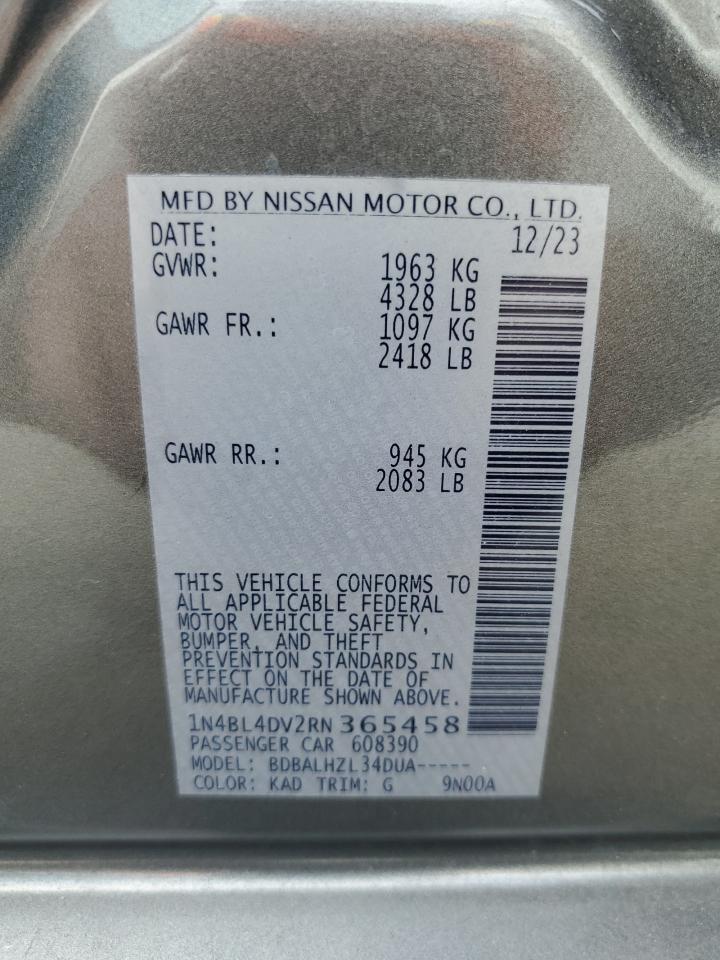 MFD BY NISSAN MOTOR CO., LTD.
DATE: 12/23
GVWR: 1963 KG
4328 LB
GAWR FR.: 1097 KG
2418 LB
GAWR RR.: 945 KG
2083 LB
THIS VEHICLE CONFORMS TO
ALL APPLICABLE FEDERAL
MOTOR VEHICLE SAFETY,
BUMPER, AND THEFT
PREVENTION STANDARDS IN
EFFECT ON THE DATE OF
MANUFACTURE SHOWN ABOVE.
1N4BL4DV2RN365458
PASSENGER CAR 608390
MODEL: BDBALHZL34DUA-----
COLOR: KAD TRIM: G 9N00A